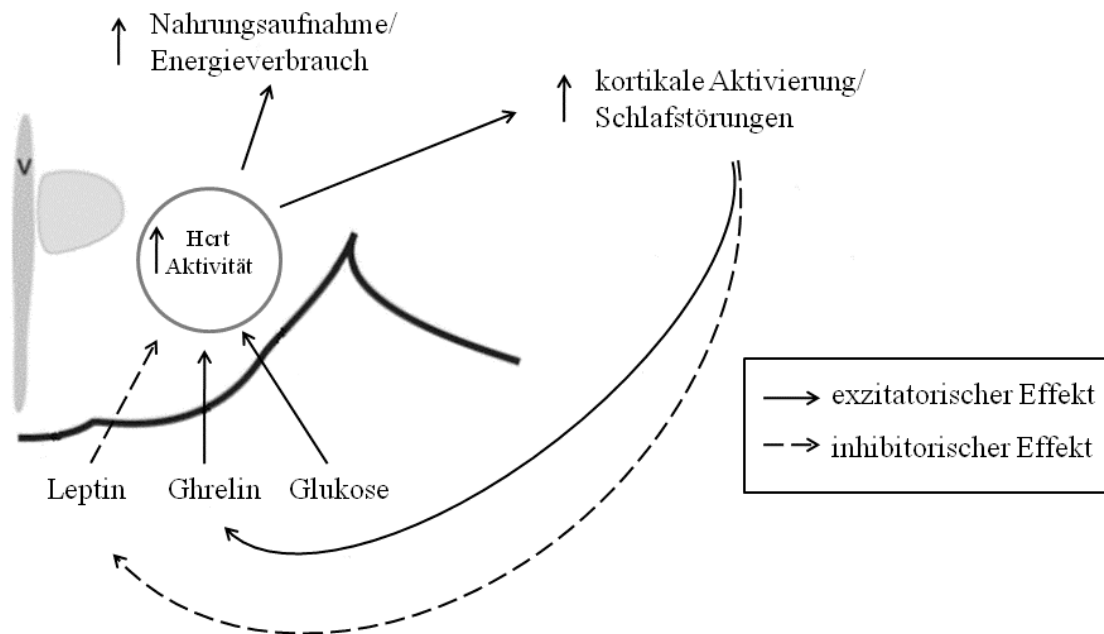 Nahrungsaufnahme/
Energieverbrauch
kortikale Aktivierung/
Schlafstörungen
V
Hcrt
Aktivität
exzitatorischer Effekt
inhibitorischer Effekt
Leptin Ghrelin Glukose